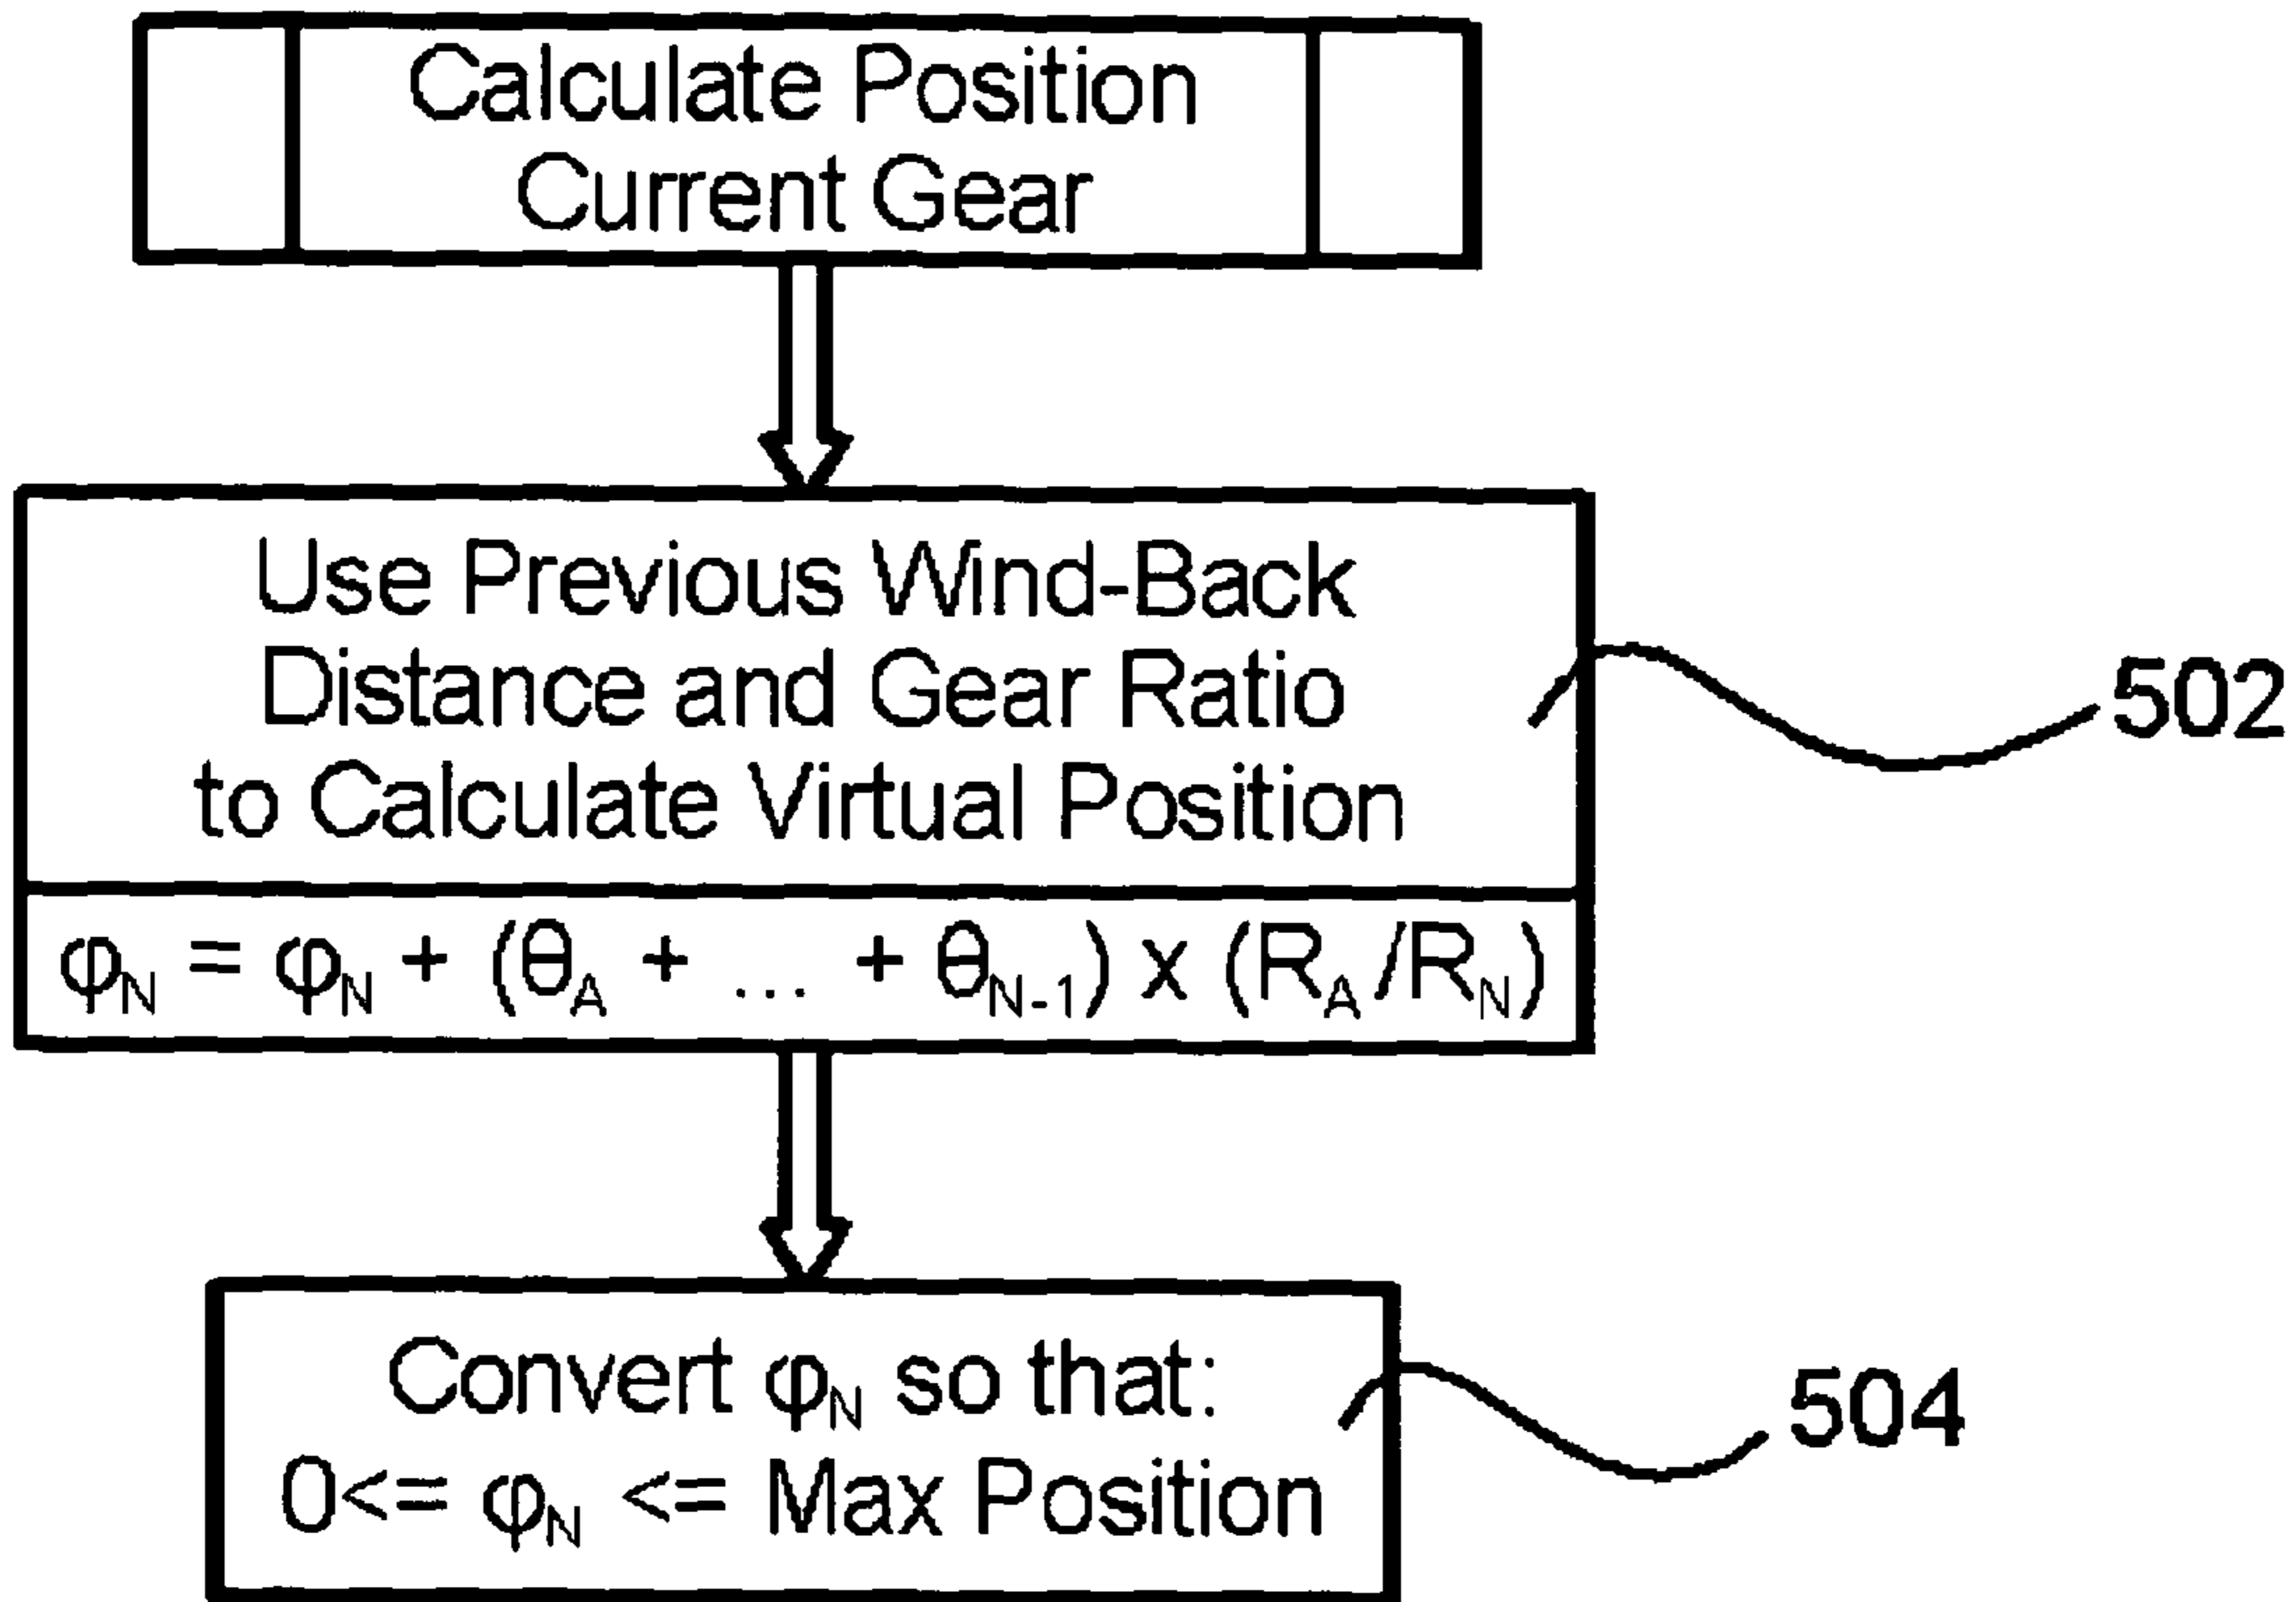 Calculate Position
Current Gear
Use Previous Wind-Back
Distance and Gear Ratio
to Calculate Virtual Position
502
φN = φN + (θA + ... + θN-1) x (RA/RN)
Convert φN so that:
0<= φN <= Max Position
504